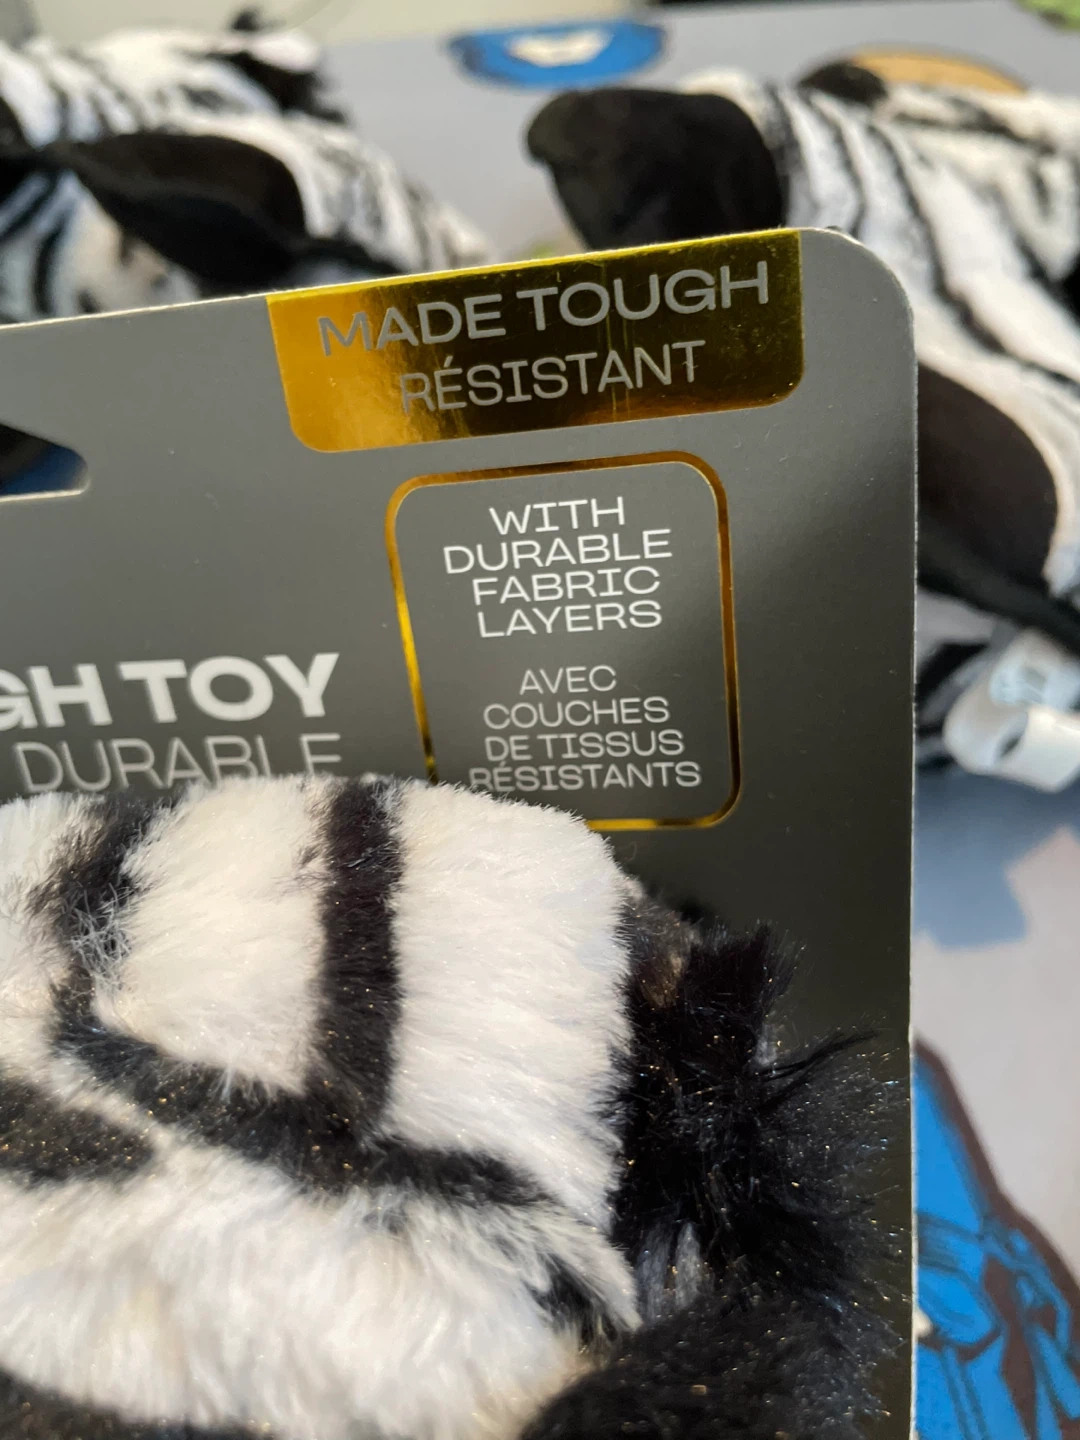 MADE TOUGH
RÉSISTANT
WITH
DURABLE
FABRIC
LAYERS
AVEC
COUCHES
DE TISSUS
RÉSISTANTS
GH TOY
DURABLE